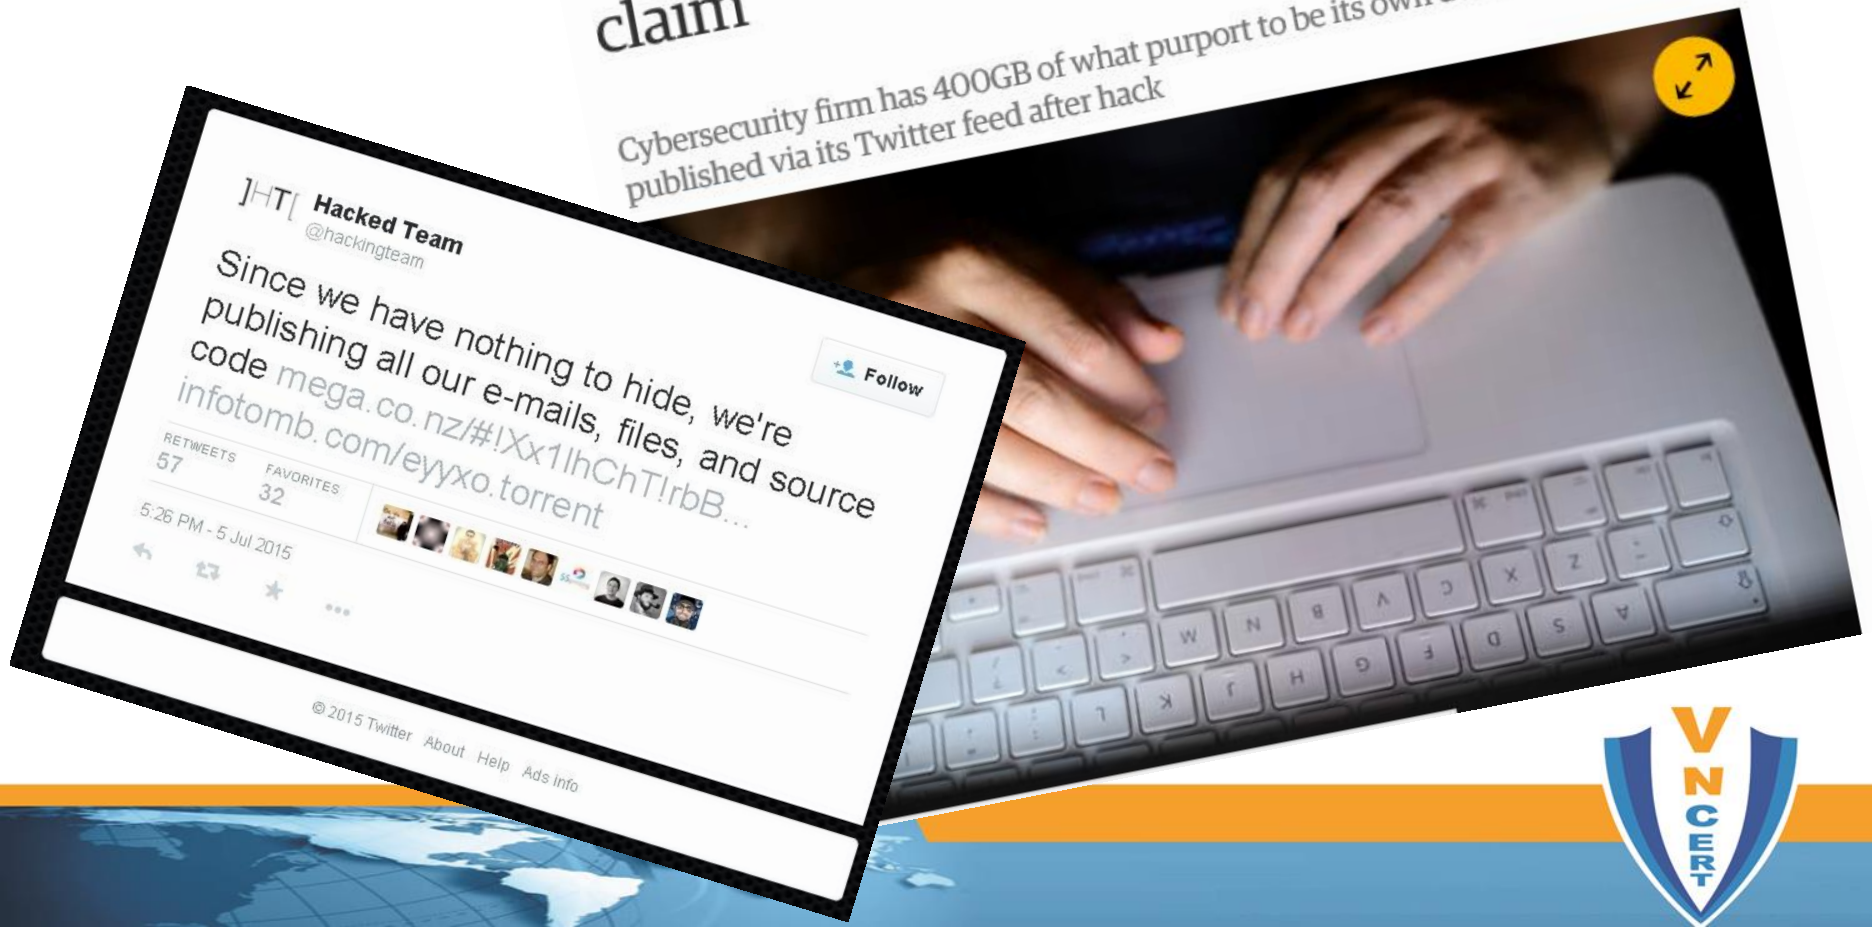 claim
Cybersecurity firm has 400GB of what purport to be its own
published via its Twitter feed after hack
]HT[ Hacked Team
@hackingteam
Follow
Since we have nothing to hide, we're
publishing all our e-mails, files, and source
code mega.co.nz/#!Xx1IhChT!rbB...
infotomb.com/eyyxo.torrent
RETWEETS FAVORITES
57 32
5:26 PM - 5 Jul 2015
© 2015 Twitter About Help Ads info
M N B V C X Z
L K J H G F D S A
VNCERT